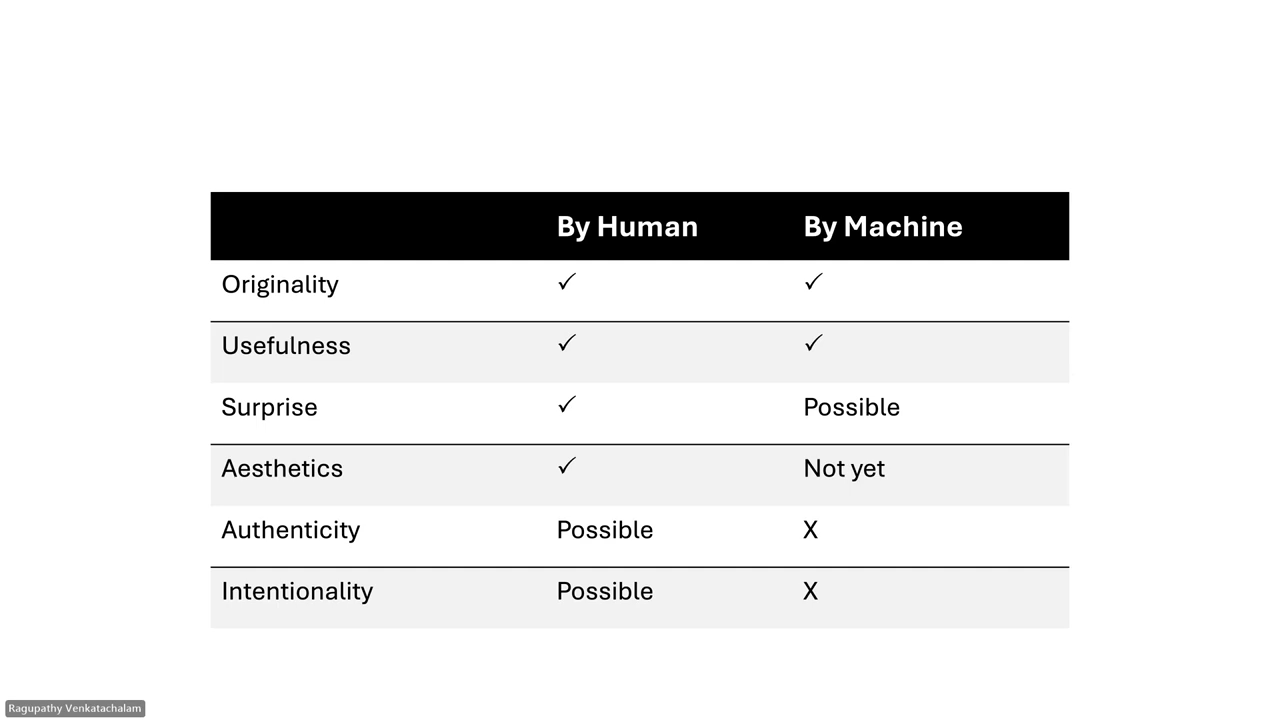 By Human By Machine
Originality ✓ ✓
Usefulness ✓ ✓
Surprise ✓ Possible
Aesthetics ✓ Not yet
Authenticity Possible X
Intentionality Possible X
Ragupathy Venkatachalam